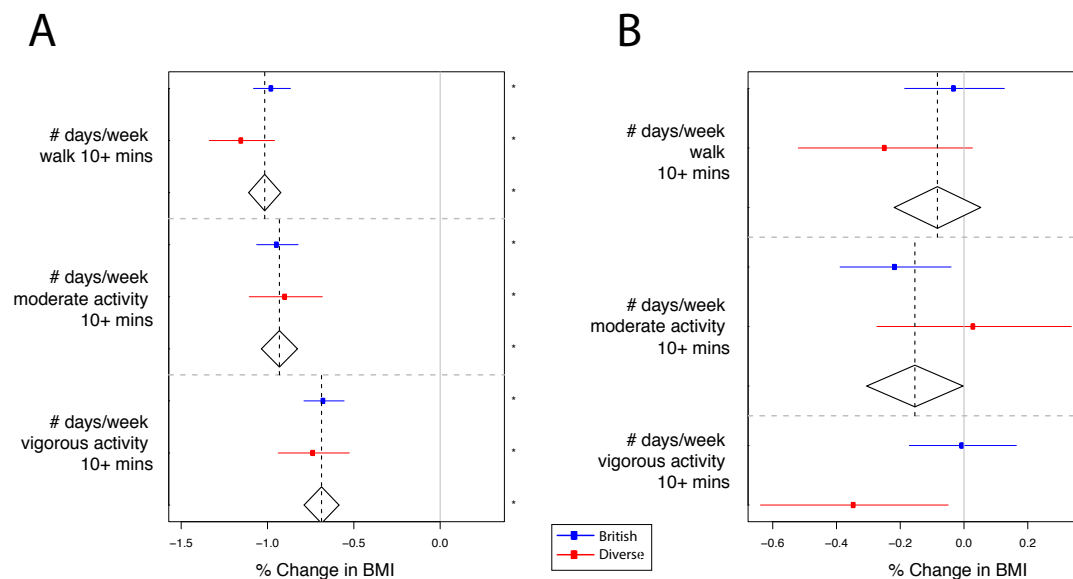 A
# days/week
walk 10+ mins
*
*
*
# days/week
moderate activity
10+ mins
*
*
*
# days/week
vigorous activity
10+ mins
*
*
*
−1.5 −1.0 −0.5 0.0
% Change in BMI
British
Diverse
B
# days/week
walk
10+ mins
# days/week
moderate activity
10+ mins
# days/week
vigorous activity
10+ mins
−0.6 −0.4 −0.2 0.0 0.2
% Change in BMI